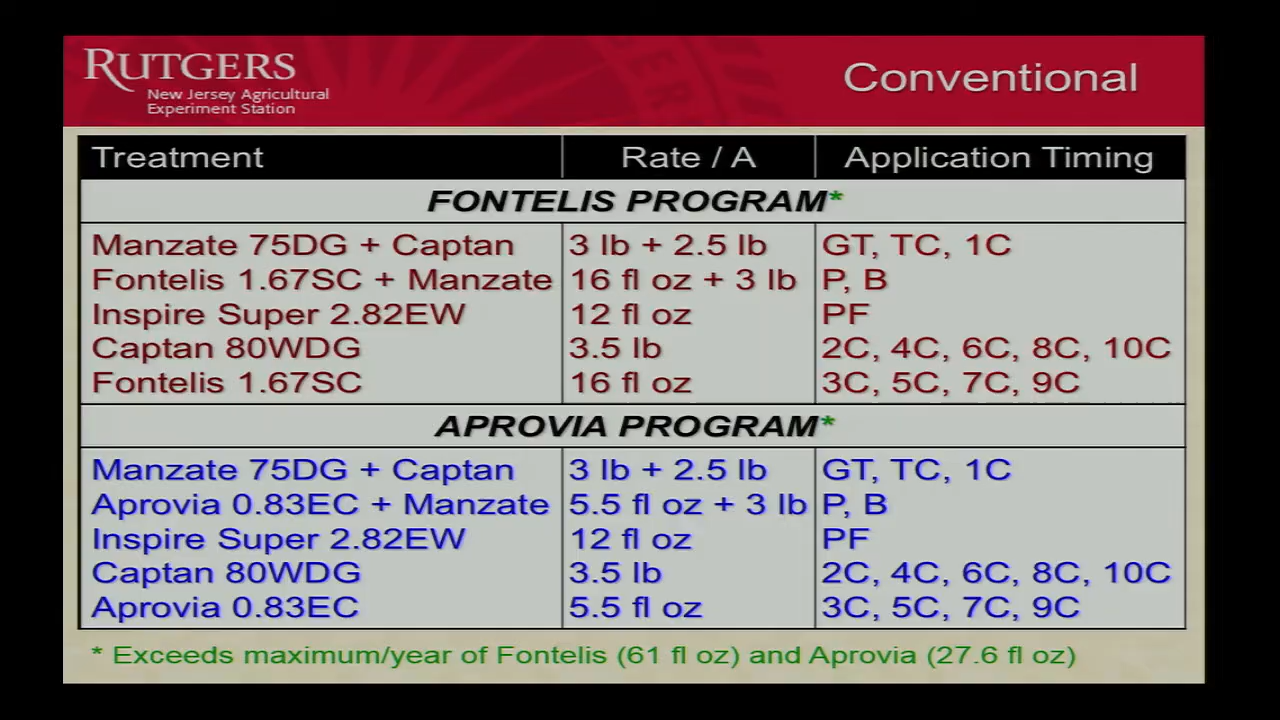 RUTGERS
New Jersey Agricultural
Experiment Station
Conventional
Treatment Rate / A Application Timing
FONTELIS PROGRAM*
Manzate 75DG + Captan 3 lb + 2.5 lb GT, TC, 1C
Fontelis 1.67SC + Manzate 16 fl oz + 3 lb P, B
Inspire Super 2.82EW 12 fl oz PF
Captan 80WDG 3.5 lb 2C, 4C, 6C, 8C, 10C
Fontelis 1.67SC 16 fl oz 3C, 5C, 7C, 9C
APROVIA PROGRAM*
Manzate 75DG + Captan 3 lb + 2.5 lb GT, TC, 1C
Aprovia 0.83EC + Manzate 5.5 fl oz + 3 lb P, B
Inspire Super 2.82EW 12 fl oz PF
Captan 80WDG 3.5 lb 2C, 4C, 6C, 8C, 10C
Aprovia 0.83EC 5.5 fl oz 3C, 5C, 7C, 9C
* Exceeds maximum/year of Fontelis (61 fl oz) and Aprovia (27.6 fl oz)